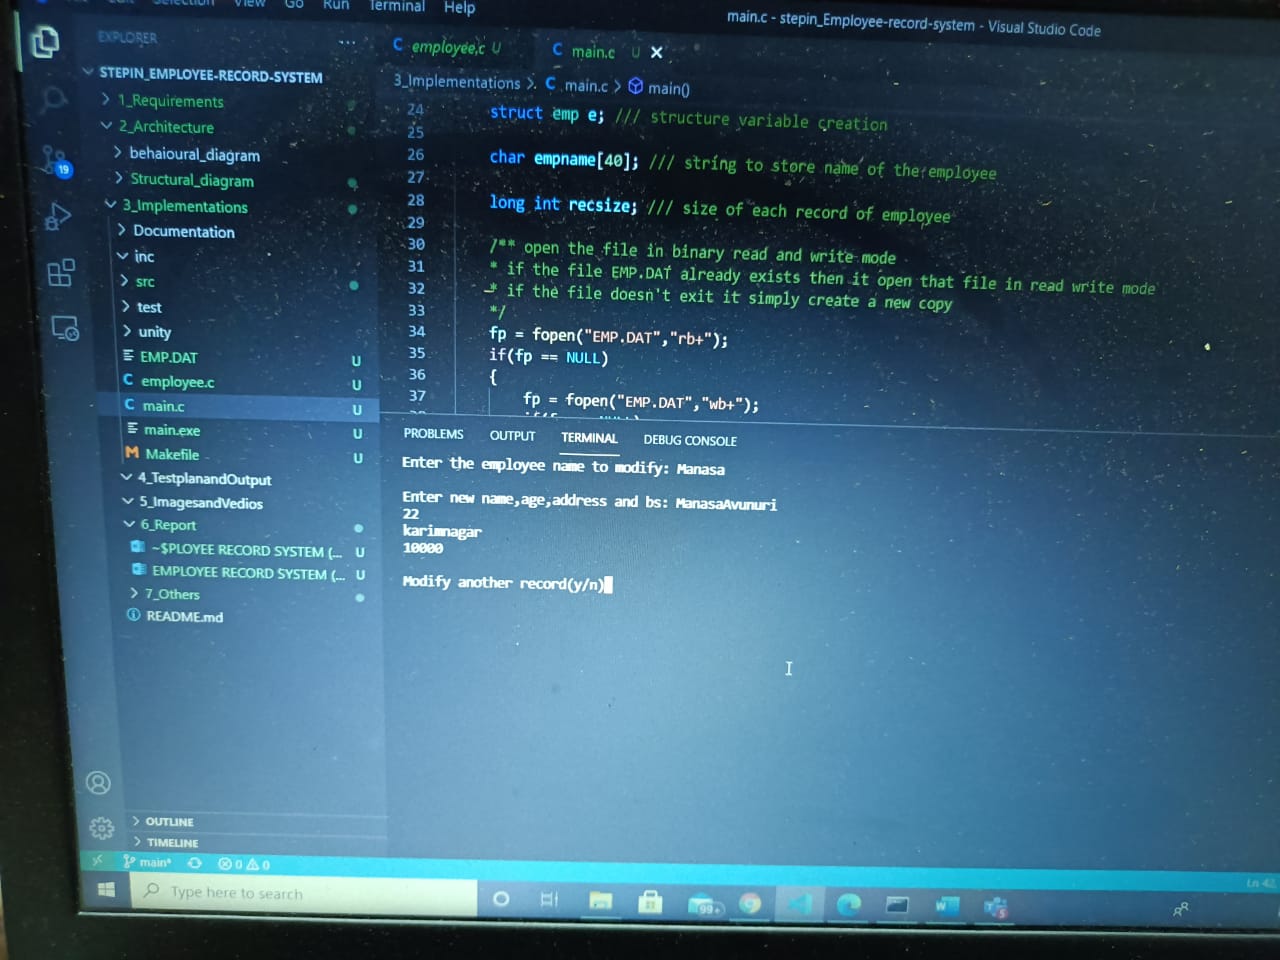 Selection View Go Run Terminal Help
main.c - stepin_Employee-record-system - Visual Studio Code
EXPLORER
STEPIN_EMPLOYEE-RECORD-SYSTEM
1_Requirements
2_Architecture
behaioural_diagram
Structural_diagram
3_Implementations
Documentation
inc
src
test
unity
EMP.DAT U
employee.c U
main.c U
main.exe U
Makefile U
4_TestplanandOutput
5_ImagesandVedios
6_Report
~$PLOYEE RECORD SYSTEM (... U
EMPLOYEE RECORD SYSTEM (... U
7_Others
README.md
OUTLINE
TIMELINE
19
employee.c U
main.c U
3_Implementations > C main.c > main()
24 struct emp e; /// structure variable creation
25
26 char empname[40]; /// string to store name of the employee
27
28 long int recsize; /// size of each record of employee
29
30 /** open the file in binary read and write mode
31 * if the file EMP.DAT already exists then it open that file in read write mode
32 * if the file doesn't exit it simply create a new copy
33 */
34 fp = fopen("EMP.DAT","rb+");
35 if(fp == NULL)
36 {
37 fp = fopen("EMP.DAT","wb+");
PROBLEMS OUTPUT TERMINAL DEBUG CONSOLE
Enter the employee name to modify: Manasa
Enter new name,age,address and bs: ManasaAvunuri
22
karimnagar
10000
Modify another record(y/n)
main* 0 0
Ln 42,
Type here to search
99+